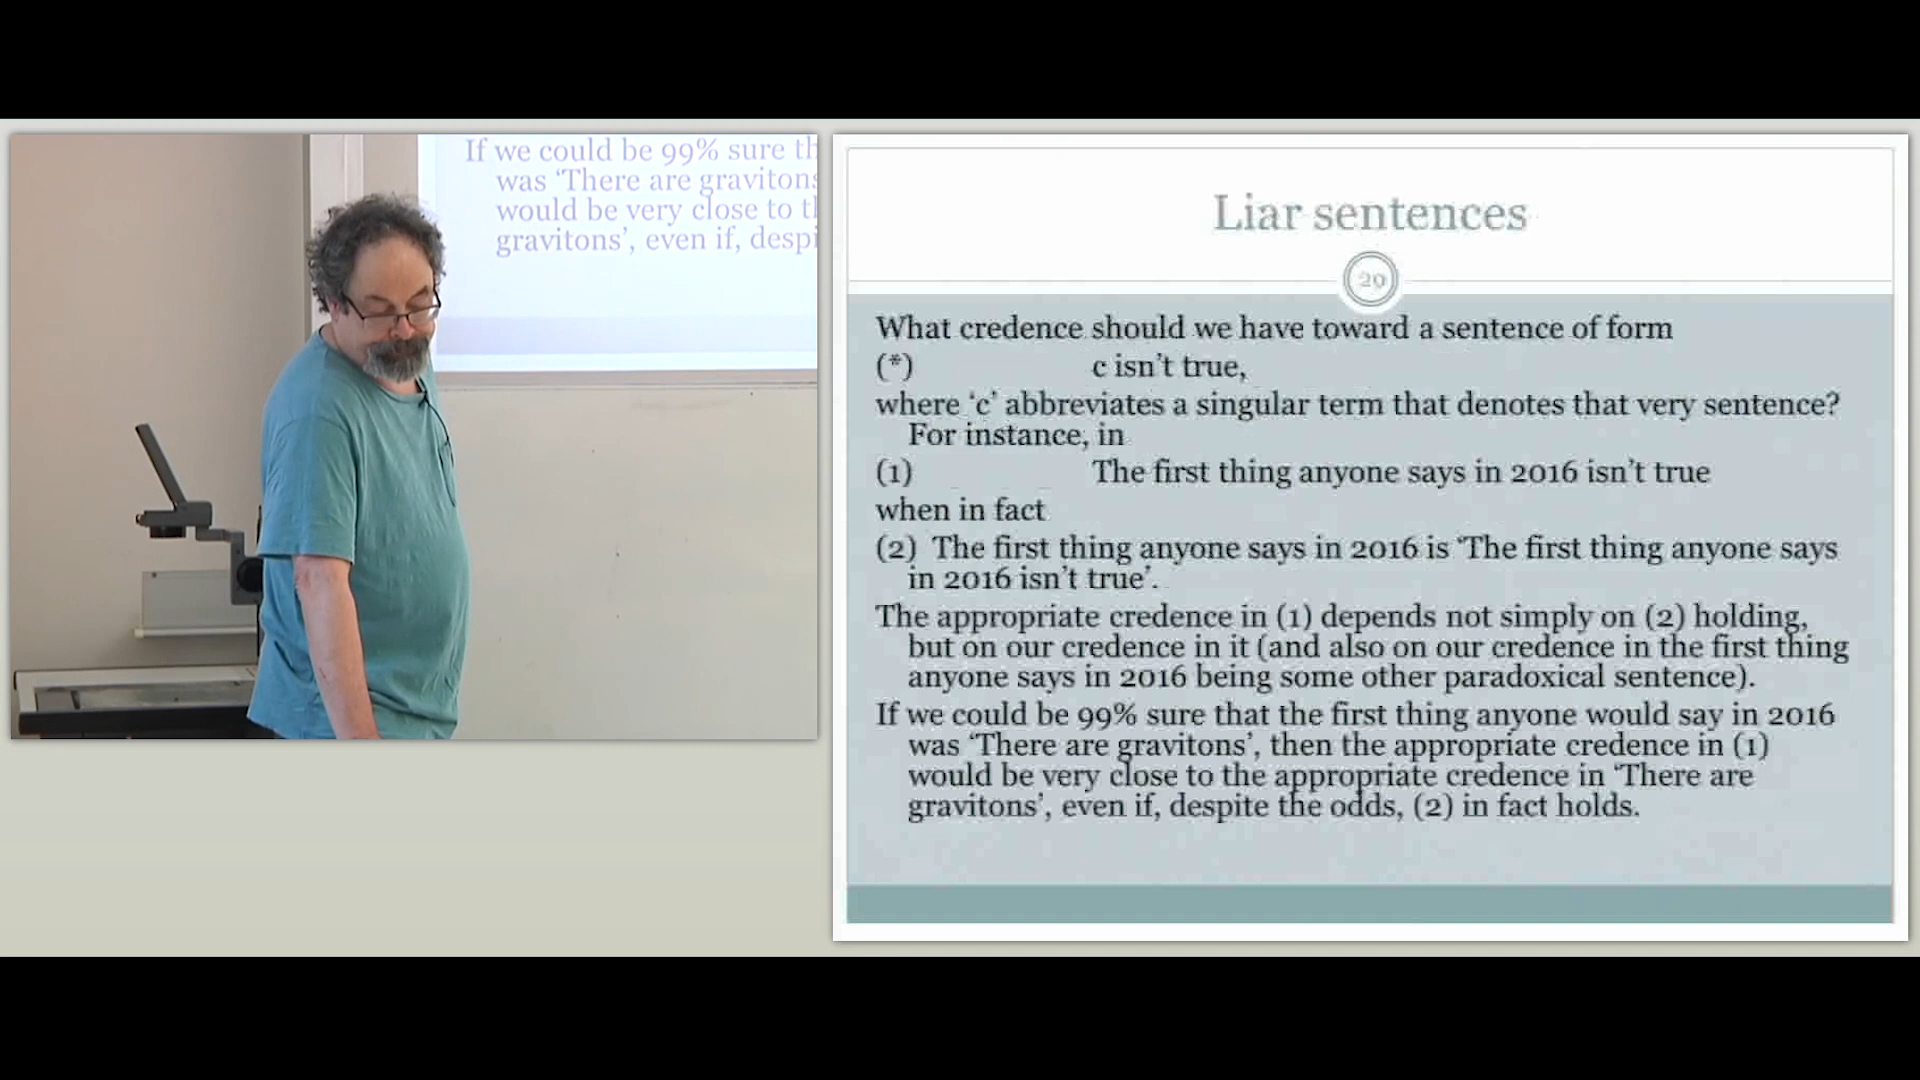 If we could be 99% sure th
was ‘There are gravitons
would be very close to t
gravitons’, even if, despi
Liar sentences
29
What credence should we have toward a sentence of form
(*) c isn’t true,
where ‘c’ abbreviates a singular term that denotes that very sentence?
For instance, in
(1) The first thing anyone says in 2016 isn’t true
when in fact
(2) The first thing anyone says in 2016 is ‘The first thing anyone says
in 2016 isn’t true’.
The appropriate credence in (1) depends not simply on (2) holding,
but on our credence in it (and also on our credence in the first thing
anyone says in 2016 being some other paradoxical sentence).
If we could be 99% sure that the first thing anyone would say in 2016
was ‘There are gravitons’, then the appropriate credence in (1)
would be very close to the appropriate credence in ‘There are
gravitons’, even if, despite the odds, (2) in fact holds.